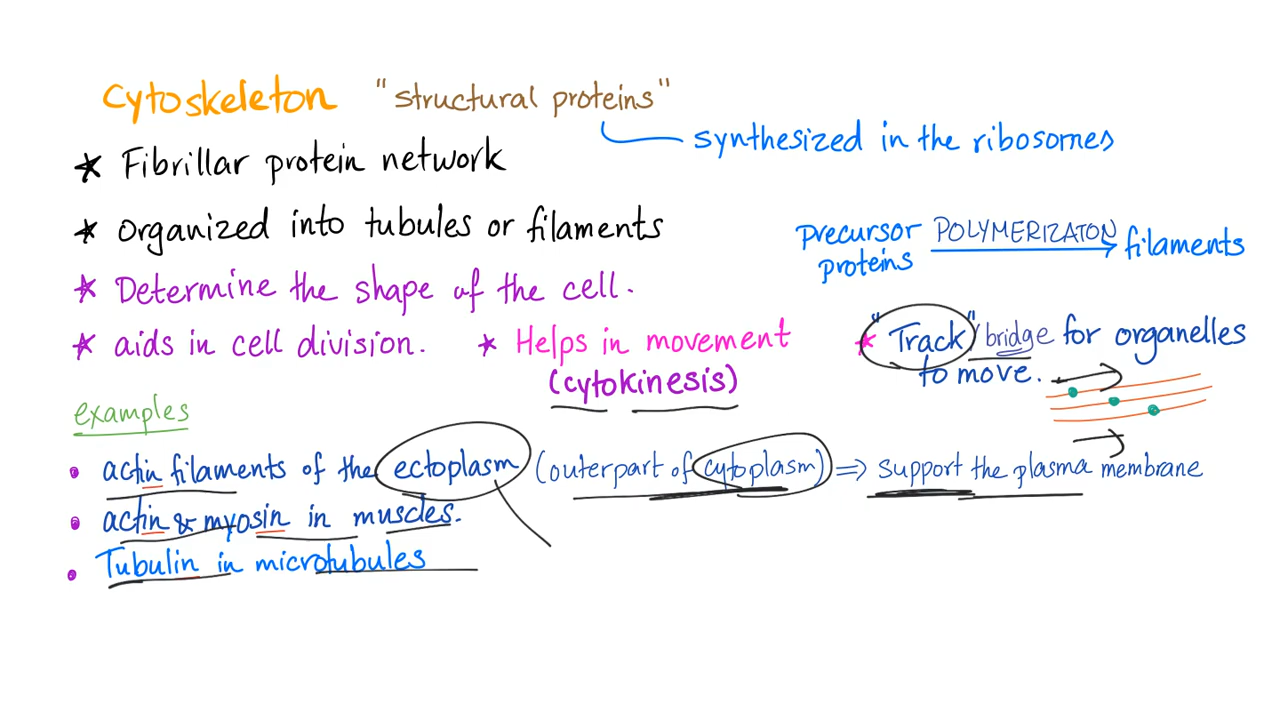 Cytoskeleton "structural proteins"
synthesized in the ribosomes
* Fibrillar protein network
* Organized into tubules or filaments
precursor proteins POLYMERIZATON filaments
* Determine the shape of the cell.
* aids in cell division. * Helps in movement
(cytokinesis)
* "Track" / bridge for organelles
to move.
examples
• actin filaments of the ectoplasm (outerpart of cytoplasm) ⇒ support the plasma membrane
• actin & myosin in muscles.
• Tubulin in microtubules